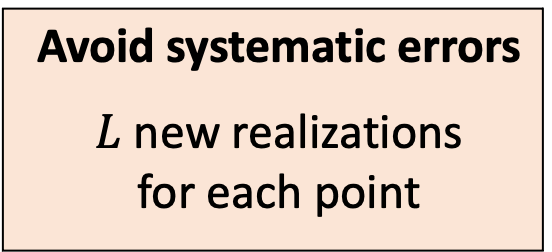 Avoid systematic errors
L new realizations
for each point